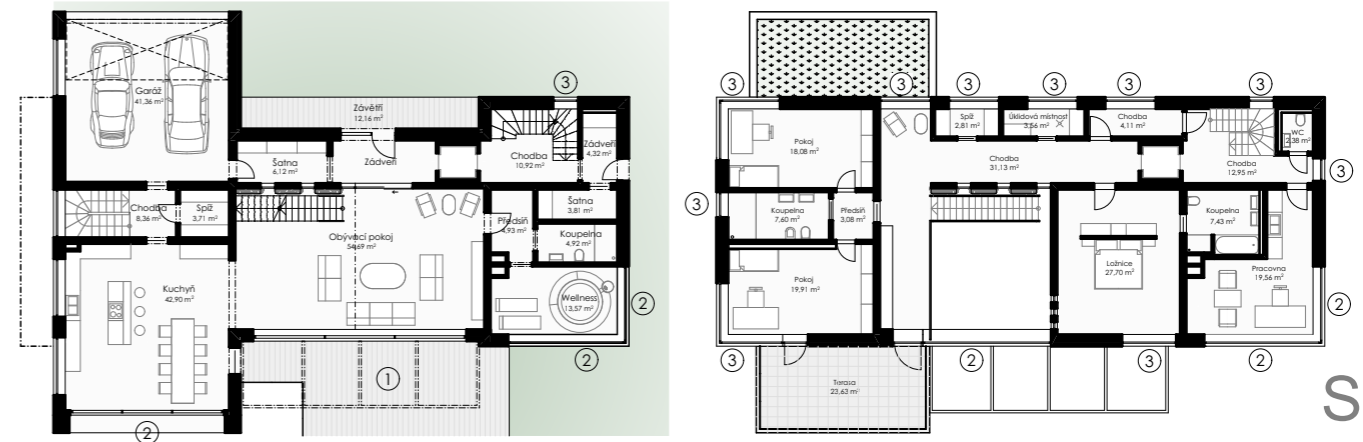 Garáž
41,36 m²
Závětří
12,16 m²
3
Šatna
6,12 m²
Zádveří
Chodba
10,92 m²
Zádveří
4,32 m²
Chodba
8,36 m²
Spíž
3,71 m²
Šatna
3,81 m²
Předsíň
4,93 m²
Koupelna
4,92 m²
Obývací pokoj
54,69 m²
Kuchyň
42,90 m²
Wellness
13,57 m²
2
2
1
2
3
3
3
3
3
Pokoj
18,08 m²
Spíž
2,81 m²
Úklidová místnost
3,56 m²
Chodba
4,11 m²
WC
2,38 m²
Chodba
31,13 m²
Chodba
12,95 m²
3
3
Koupelna
7,60 m²
Předsíň
3,08 m²
Koupelna
7,43 m²
Pokoj
19,91 m²
Ložnice
27,70 m²
Pracovna
19,56 m²
2
3
2
3
2
Terasa
23,63 m²
S